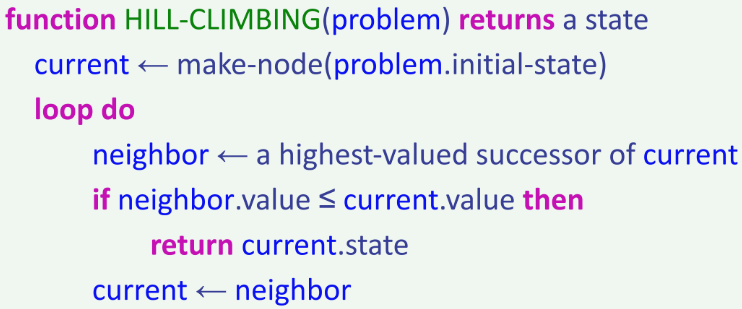 function HILL-CLIMBING(problem) returns a state
current ← make-node(problem.initial-state)
loop do
neighbor ← a highest-valued successor of current
if neighbor.value ≤ current.value then
return current.state
current ← neighbor